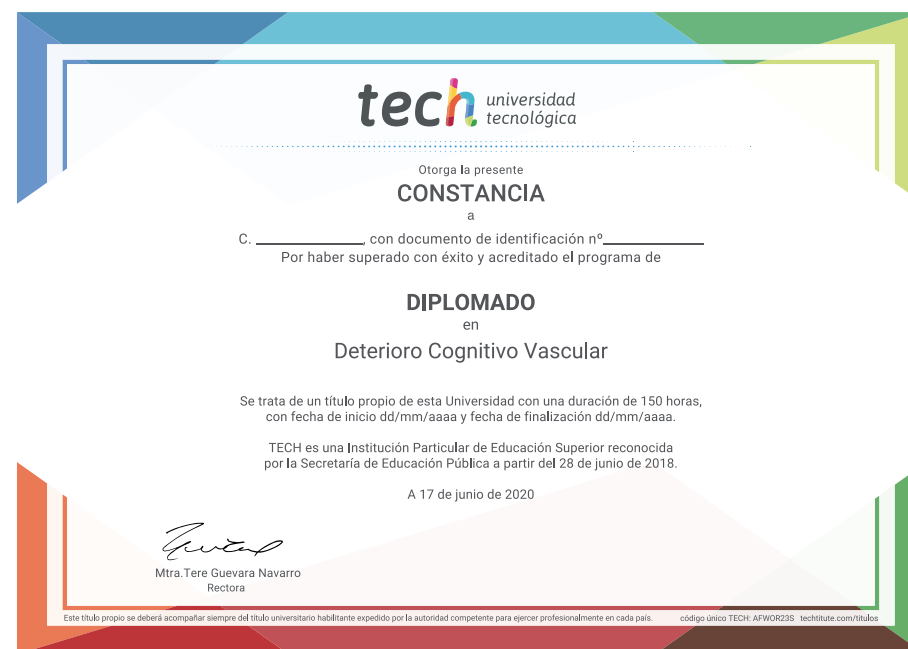 tech universidad
tecnológica
Otorga la presente
CONSTANCIA
a
C. ____________, con documento de identificación nº____________
Por haber superado con éxito y acreditado el programa de
DIPLOMADO
en
Deterioro Cognitivo Vascular
Se trata de un título propio de esta Universidad con una duración de 150 horas,
con fecha de inicio dd/mm/aaaa y fecha de finalización dd/mm/aaaa.
TECH es una Institución Particular de Educación Superior reconocida
por la Secretaría de Educación Pública a partir del 28 de junio de 2018.
A 17 de junio de 2020
Mtra.Tere Guevara Navarro
Rectora
Este título propio se deberá acompañar siempre del título universitario habilitante expedido por la autoridad competente para ejercer profesionalmente en cada país. código único TECH: AFWOR23S techtitute.com/titulos